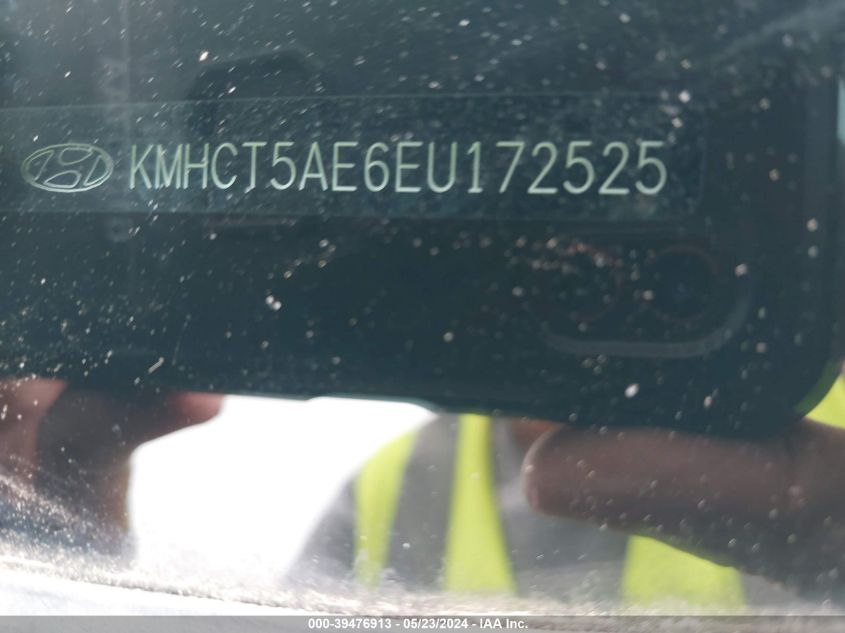 KMHCT5AE6EU172525
000-39476913 - 05/23/2024 - IAA Inc.